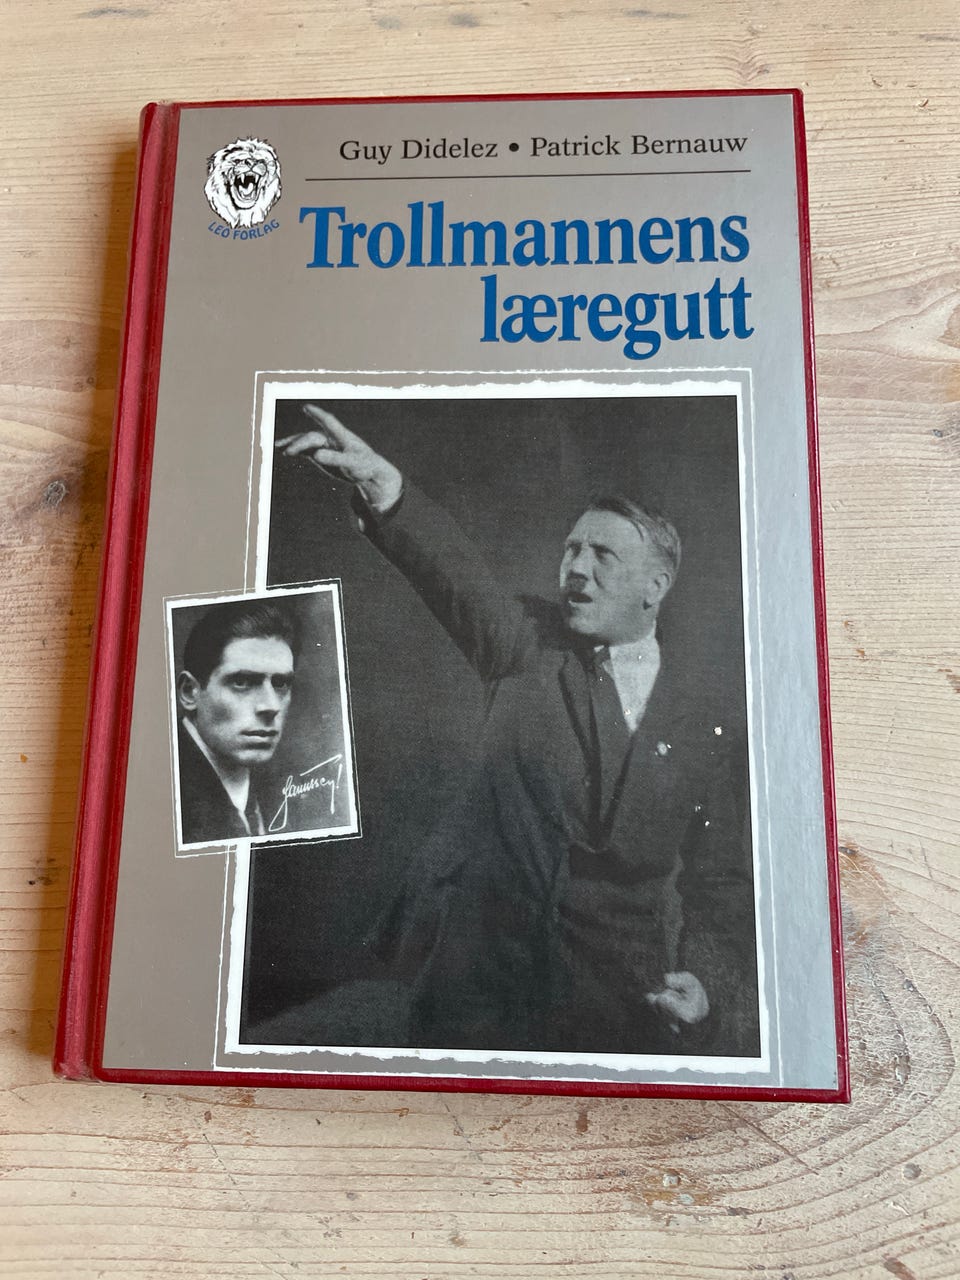 Guy Didelez • Patrick Bernauw
LEO FORLAG
Trollmannens
læregutt